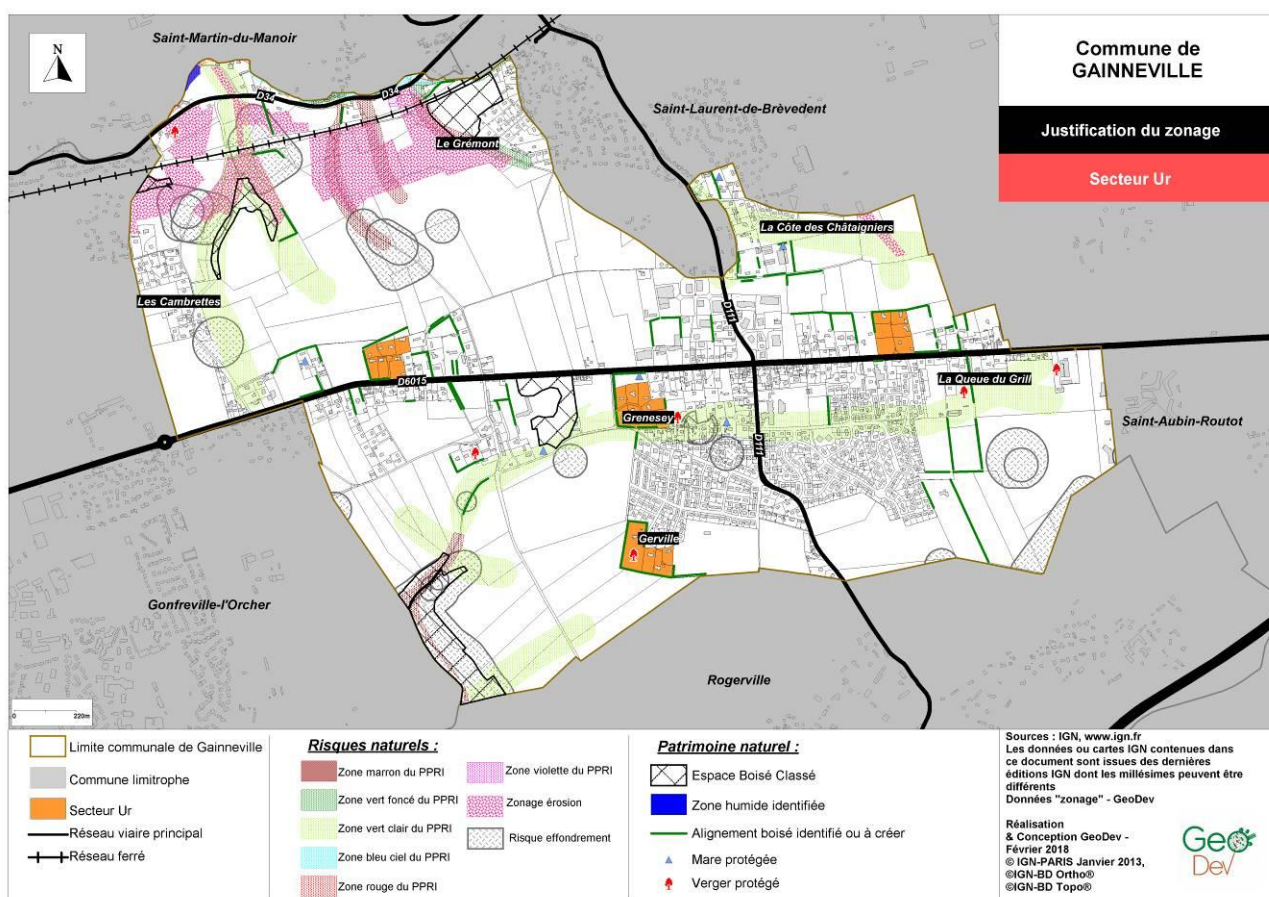 N
Saint-Martin-du-Manoir
D34
D34
Saint-Laurent-de-Brèvedent
Le Grémont
La Côte des Châtaigniers
Les Cambrettes
D111
D6015
La Queue du Grill
Grenesey
Saint-Aubin-Routot
D111
Gerville
Gonfreville-l'Orcher
Rogerville
0 220m
Commune de
GAINNEVILLE
Justification du zonage
Secteur Ur
Limite communale de Gainneville
Commune limitrophe
Secteur Ur
Réseau viaire principal
Réseau ferré
Risques naturels :
Zone marron du PPRI
Zone vert foncé du PPRI
Zone vert clair du PPRI
Zone bleu ciel du PPRI
Zone rouge du PPRI
Zone violette du PPRI
Zonage érosion
Risque effondrement
Patrimoine naturel :
Espace Boisé Classé
Zone humide identifiée
Alignement boisé identifié ou à créer
Mare protégée
Verger protégé
Sources : IGN, www.ign.fr
Les données ou cartes IGN contenues dans
ce document sont issues des dernières
éditions IGN dont les millésimes peuvent être
différents
Données "zonage" - GeoDev
Réalisation
& Conception GeoDev -
Février 2018
© IGN-PARIS Janvier 2013,
©IGN-BD Ortho®
©IGN-BD Topo®
Geo
Dev